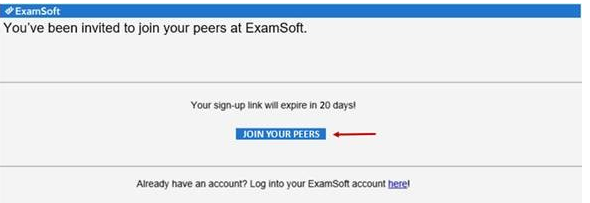 ExamSoft
You've been invited to join your peers at ExamSoft.
Your sign-up link will expire in 20 days!
JOIN YOUR PEERS
Already have an account? Log into your ExamSoft account here!